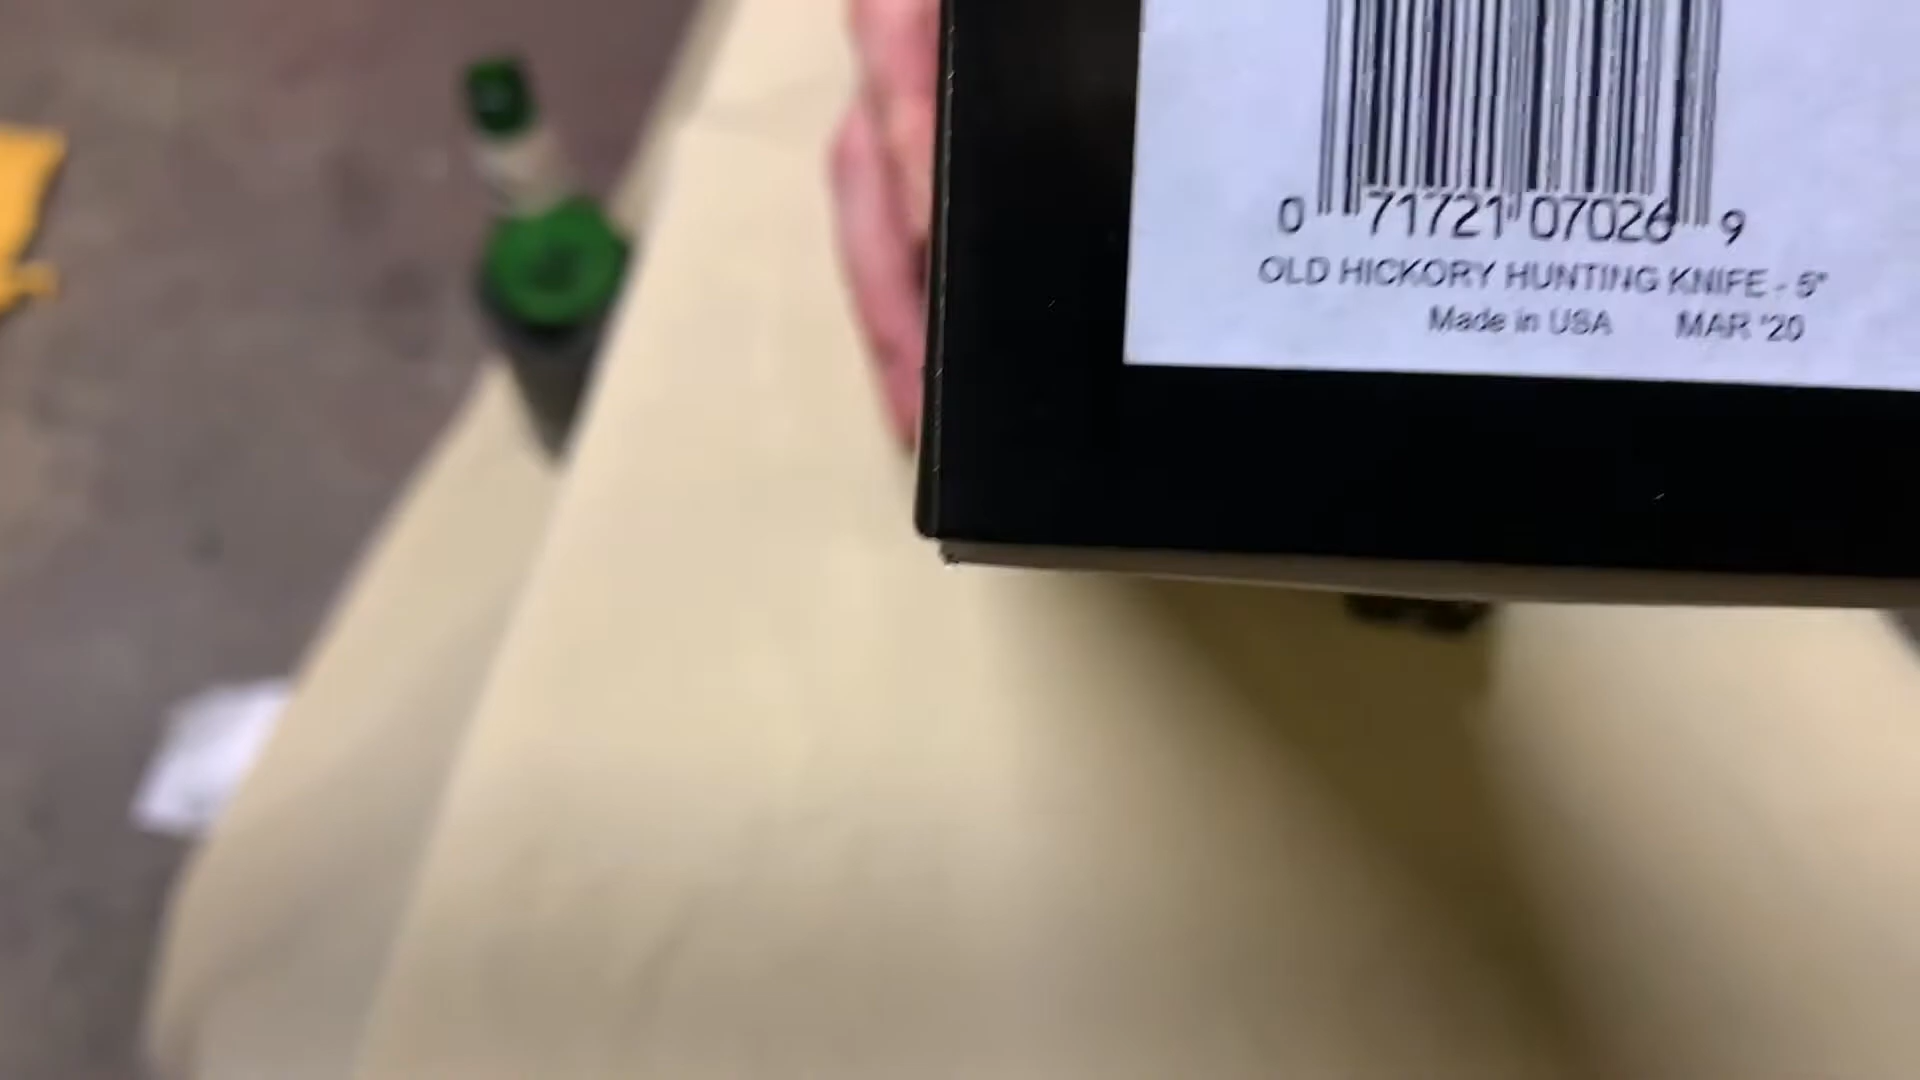 0 71721 07026 9
OLD HICKORY HUNTING KNIFE - 5"
Made in USA MAR '20